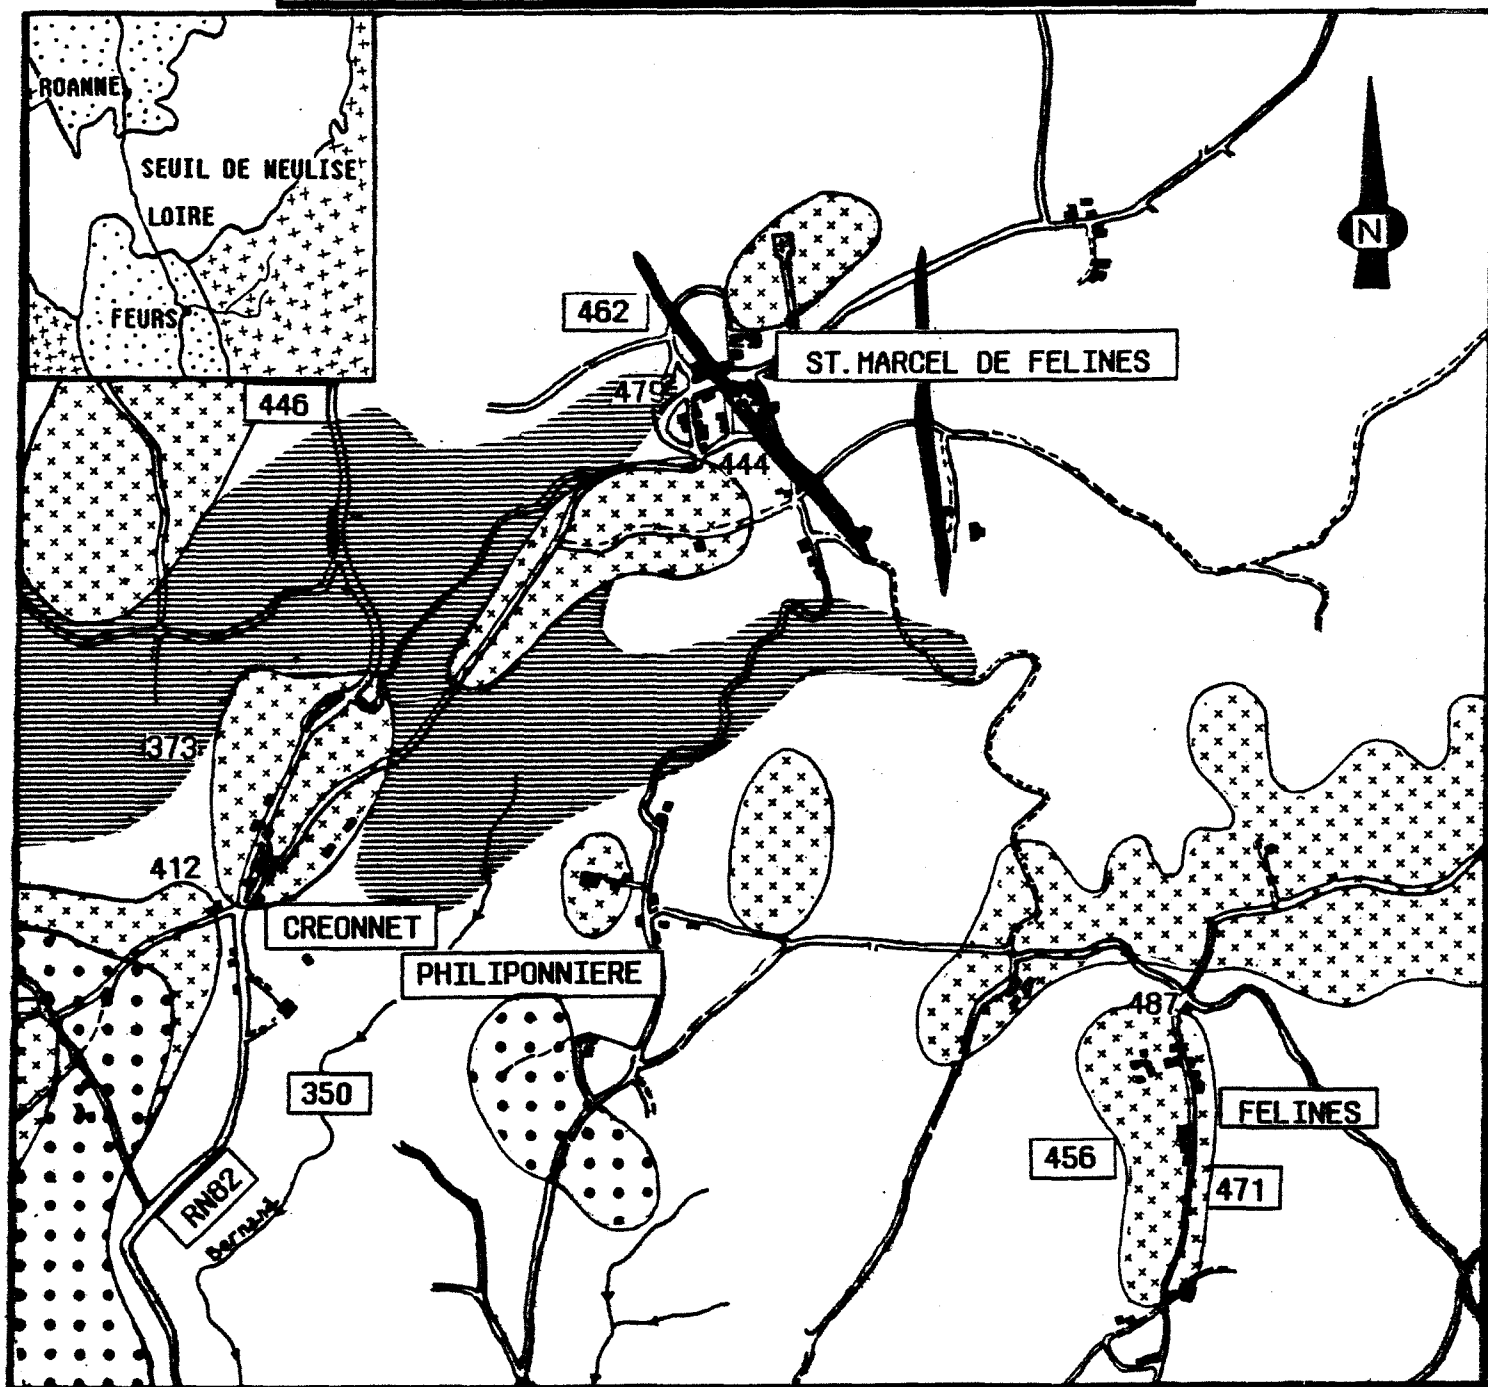 ROANNE
SEUIL DE NEULISE
LOIRE
FEURS
N
462
ST. MARCEL DE FELINES
479
446
444
373
412
CREONNET
PHILIPONNIERE
487
350
FELINES
456
471
RN82
Bernard